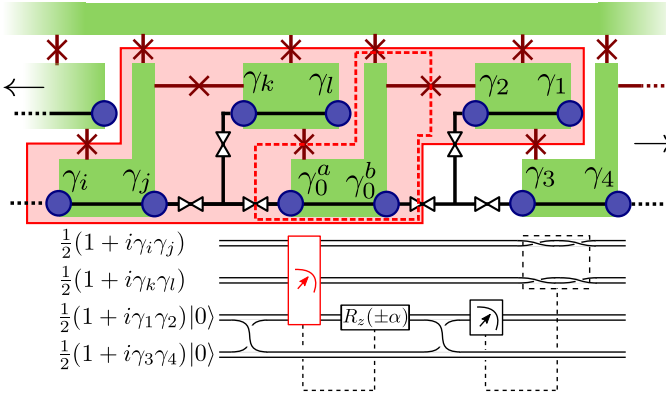 γₖ γₗ γ₂ γ₁
γᵢ γⱼ γ₀ᵃ γ₀ᵇ γ₃ γ₄
½(1 + iγᵢγⱼ)
½(1 + iγₖγₗ)
½(1 + iγ₁γ₂)|0⟩ R_z(±α)
½(1 + iγ₃γ₄)|0⟩